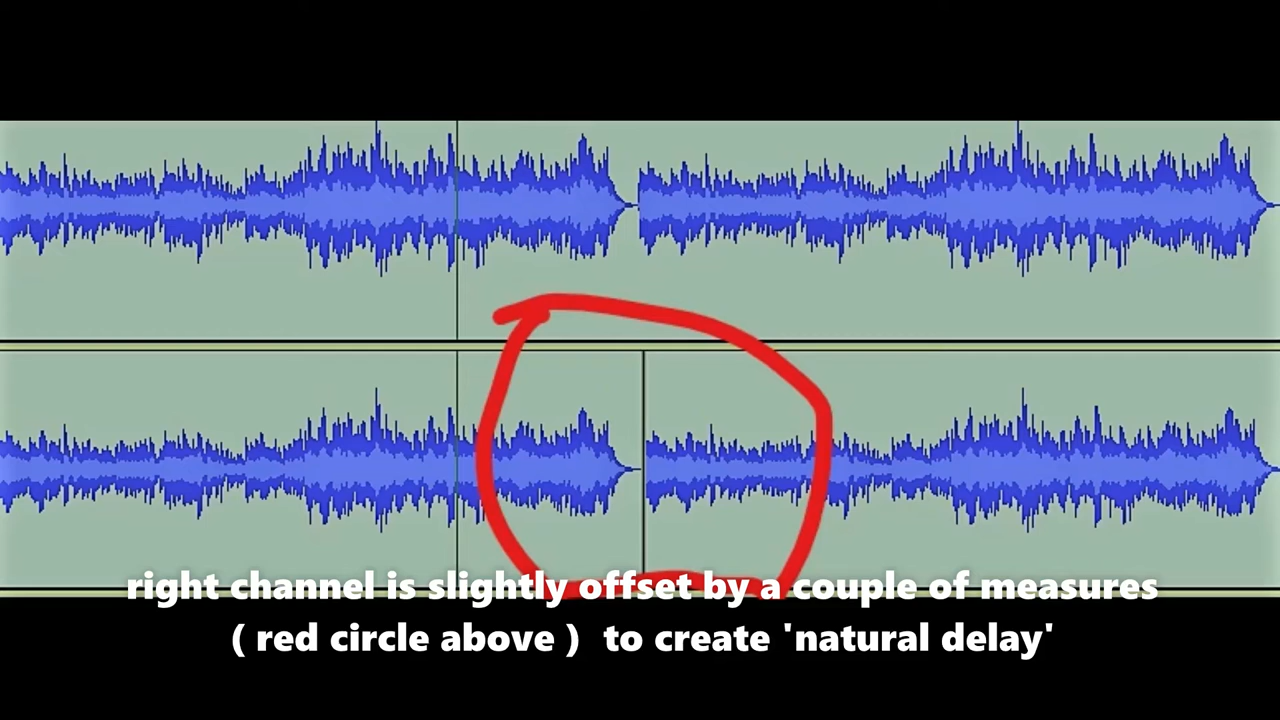 right channel is slightly offset by a couple of measures
( red circle above )  to create 'natural delay'